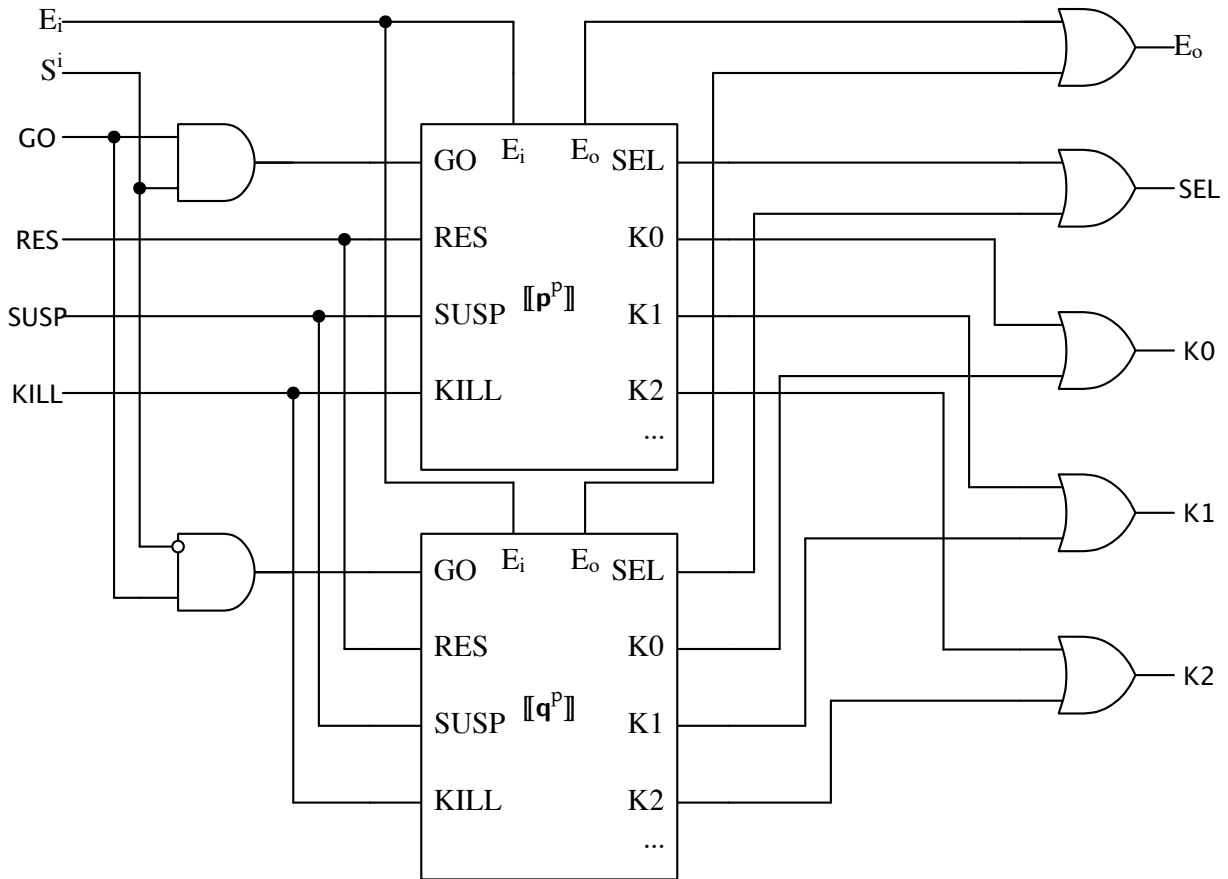 Eᵢ
Sⁱ
GO
RES
SUSP
KILL
GO Eᵢ Eₒ SEL
RES K0
SUSP ⟦pᵖ⟧ K1
KILL K2
...
GO Eᵢ Eₒ SEL
RES K0
SUSP ⟦qᵖ⟧ K1
KILL K2
...
Eₒ
SEL
K0
K1
K2